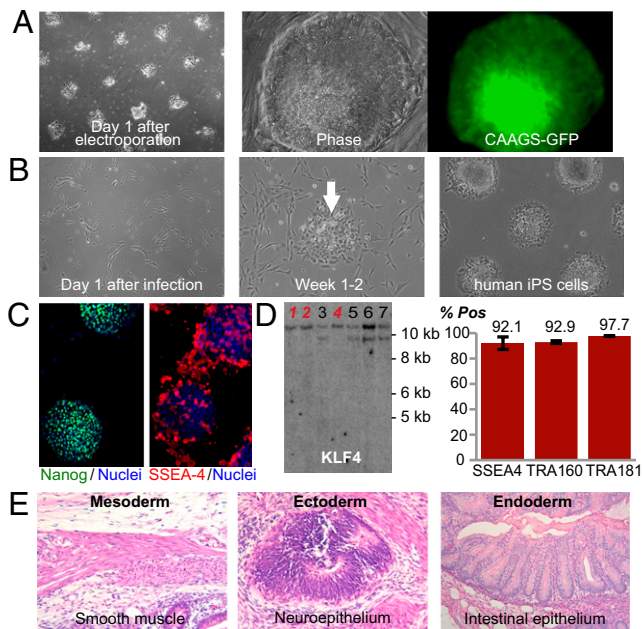 A
Day 1 after
electroporation
Phase
CAAGS-GFP
B
Day 1 after infection
Week 1-2
human iPS cells
C
Nanog/Nuclei
SSEA-4/Nuclei
D
1 2 3 4 5 6 7
10 kb
8 kb
6 kb
5 kb
KLF4
% Pos
92.1 92.9 97.7
100
80
60
40
20
0
SSEA4 TRA160 TRA181
E
Mesoderm
Smooth muscle
Ectoderm
Neuroepithelium
Endoderm
Intestinal epithelium